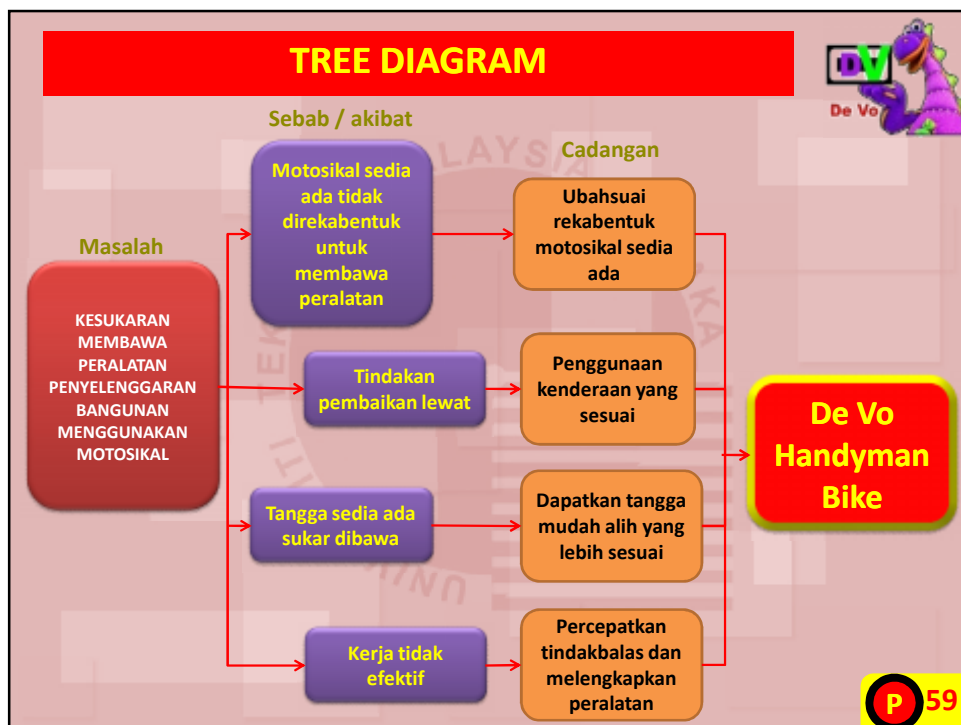 TREE DIAGRAM
DV
De Vo
Sebab / akibat
Motosikal sedia
ada tidak
direkabentuk
untuk
membawa
peralatan
Cadangan
Ubahsuai
rekabentuk
motosikal sedia
ada
Masalah
KESUKARAN
MEMBAWA
PERALATAN
PENYELENGGARAN
BANGUNAN
MENGGUNAKAN
MOTOSIKAL
Tindakan
pembaikan lewat
Penggunaan
kenderaan yang
sesuai
De Vo
Handyman
Bike
Tangga sedia ada
sukar dibawa
Dapatkan tangga
mudah alih yang
lebih sesuai
Kerja tidak
efektif
Percepatkan
tindakbalas dan
melengkapkan
peralatan
P 59